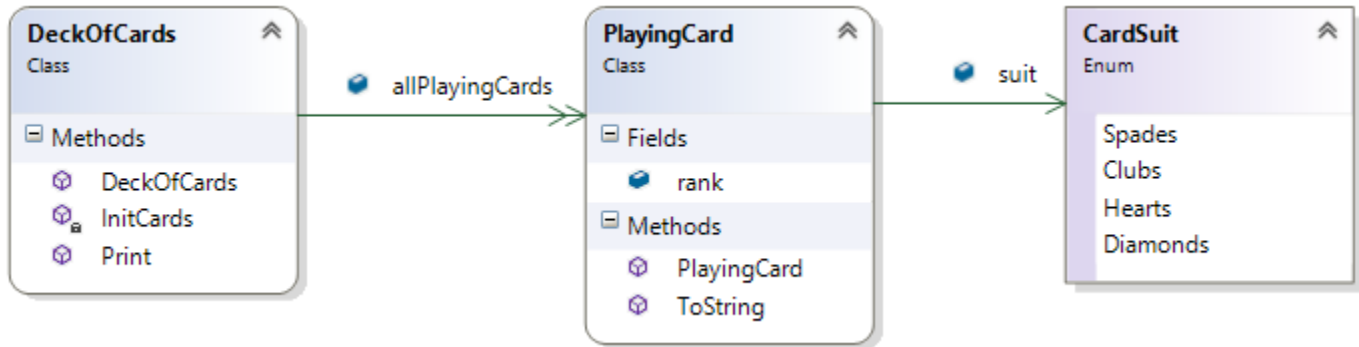 DeckOfCards
Class
Methods
DeckOfCards
InitCards
Print
allPlayingCards
PlayingCard
Class
Fields
rank
Methods
PlayingCard
ToString
suit
CardSuit
Enum
Spades
Clubs
Hearts
Diamonds